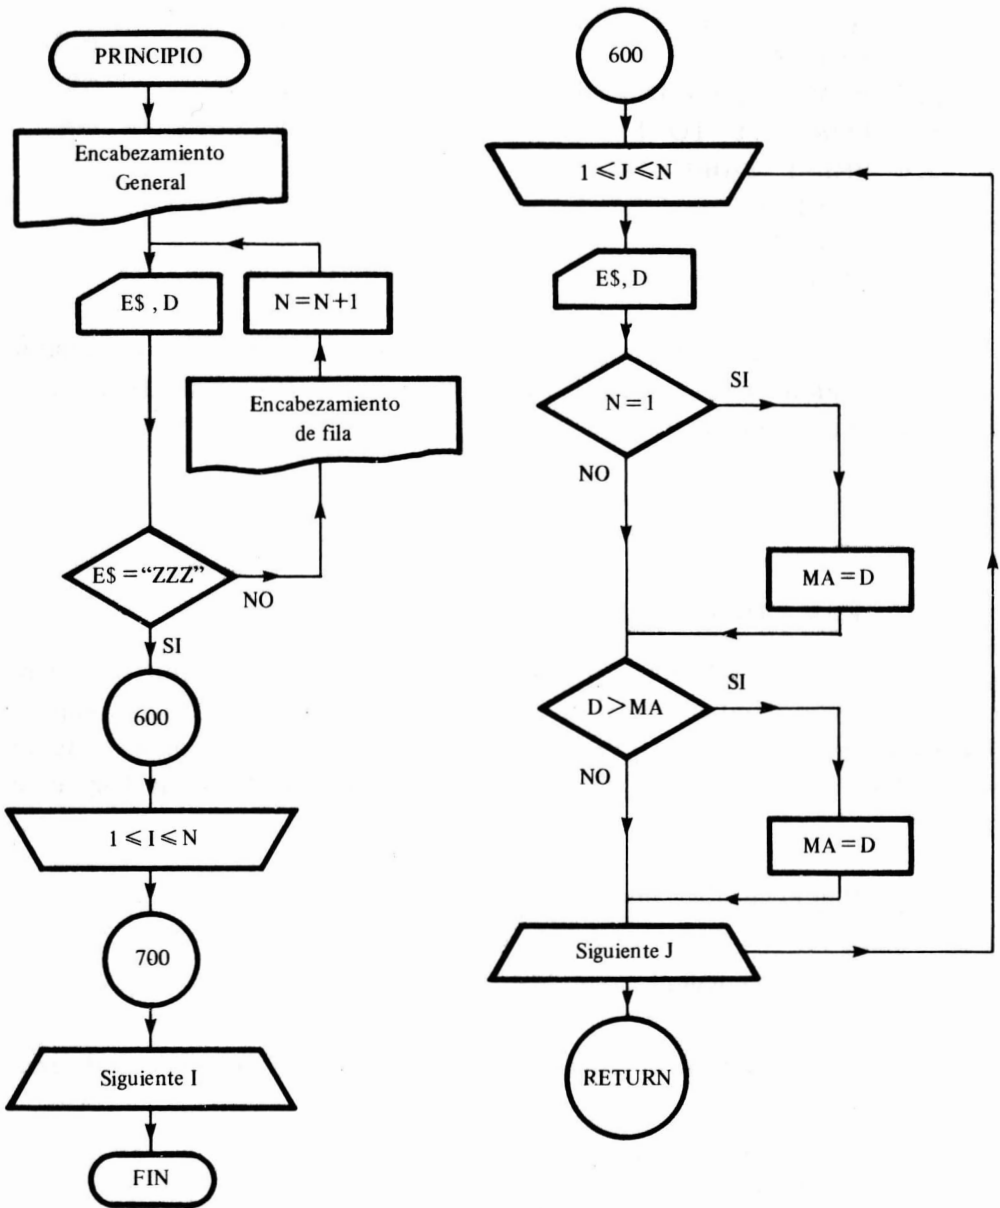 PRINCIPIO
Encabezamiento
General
E$ , D
N = N+1
Encabezamiento
de fila
E$ = “ZZZ”
NO
SI
600
1 ⩽ I ⩽ N
700
Siguiente I
FIN
600
1 ⩽ J ⩽ N
E$, D
N = 1
SI
NO
MA = D
D > MA
SI
NO
MA = D
Siguiente J
RETURN